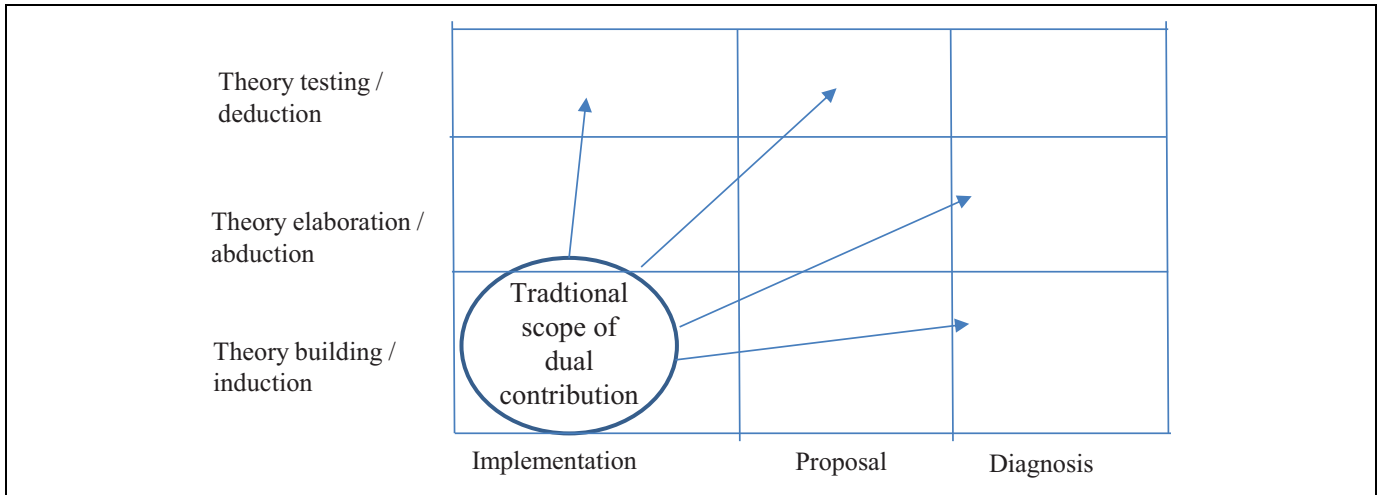 Theory testing /
deduction
Theory elaboration /
abduction
Tradtional
scope of
dual
contribution
Theory building /
induction
Implementation
Proposal
Diagnosis